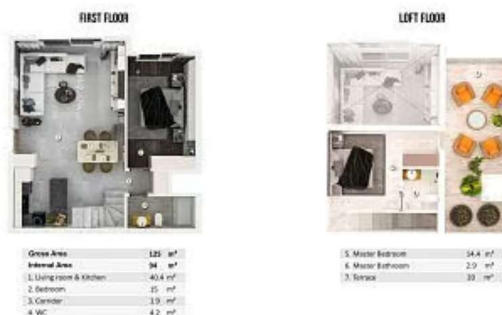 FIRST FLOOR
LOFT FLOOR
Gross Area 125 m²
Internal Area 94 m²
1. Living room & Kitchen 40.4 m²
2. Bedroom 15 m²
3. Corridor 1.9 m²
4. WC 4.2 m²
5. Master Bedroom 14.4 m²
6. Master Bathroom 2.9 m²
7. Terrace m²